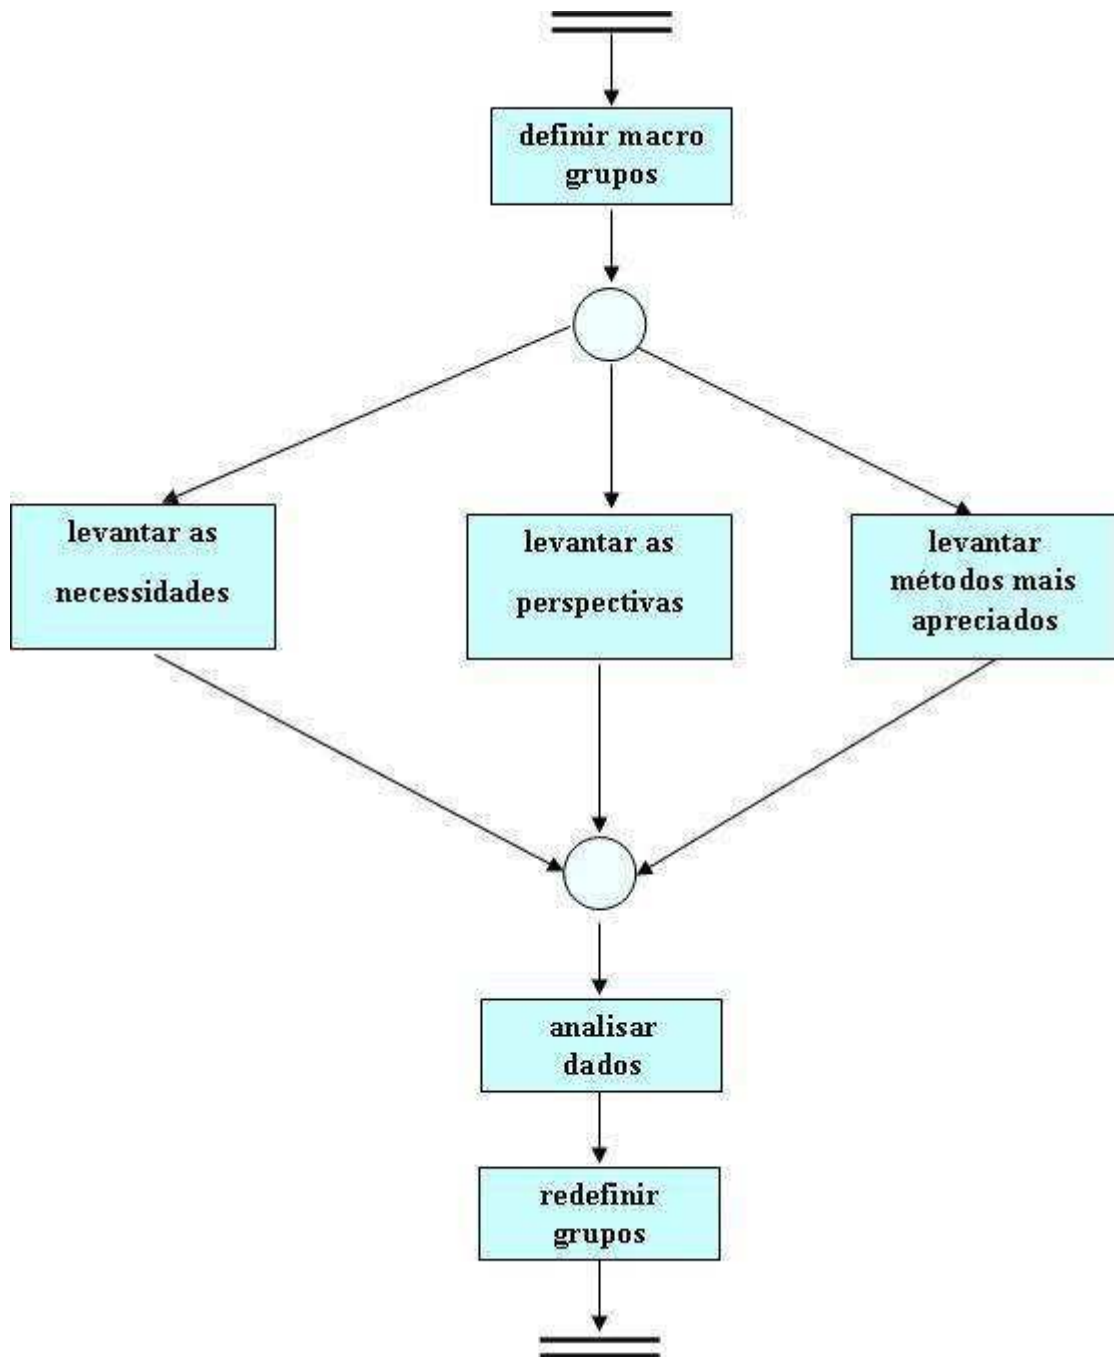 definir macro
grupos
levantar as
necessidades
levantar as
perspectivas
levantar
métodos mais
apreciados
analisar
dados
redefinir
grupos